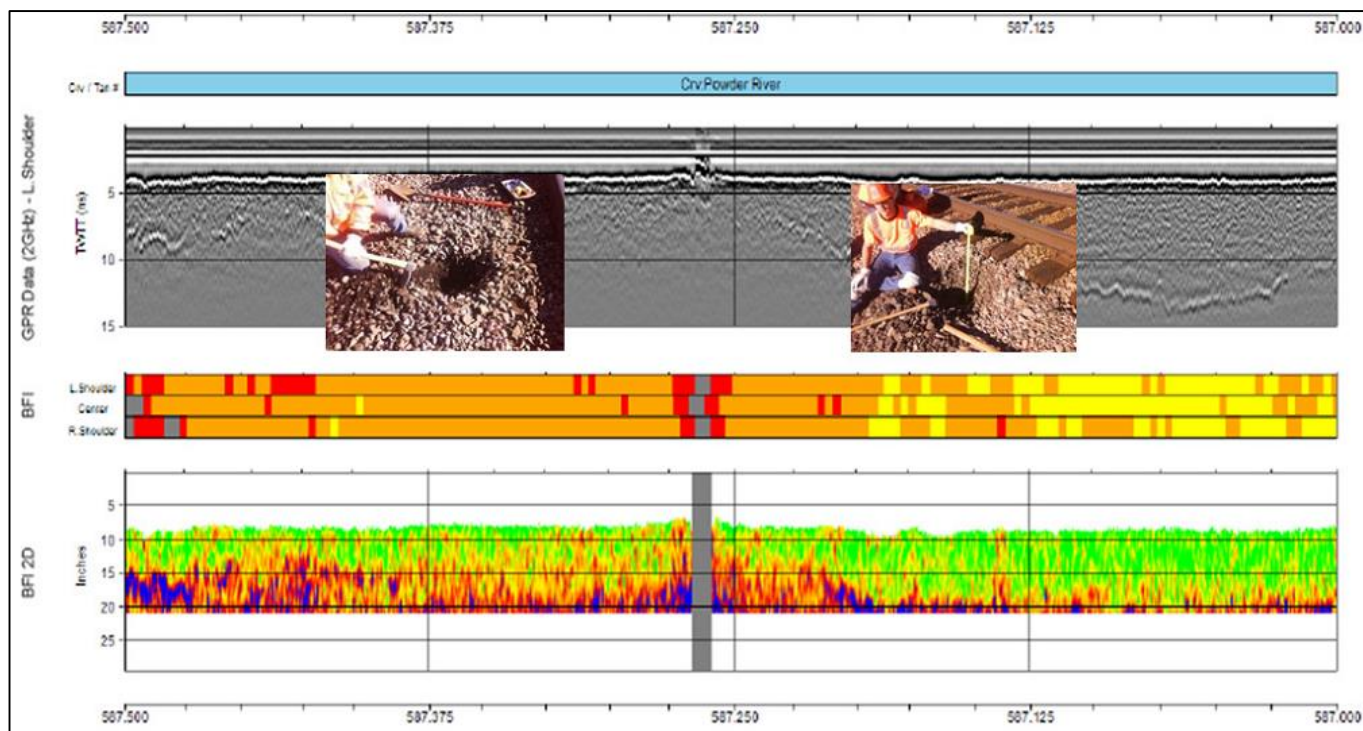 587.500 587.375 587.250 587.125 587.000
Crv / Tan #
Crv:Powder River
GPR Data (2GHz) - L.Shoulder
TWTT (ns)
5
10
15
BFI
L.Shoulder
Center
R.Shoulder
BFI 2D
Inches
5
10
15
20
25
587.500 587.375 587.250 587.125 587.000